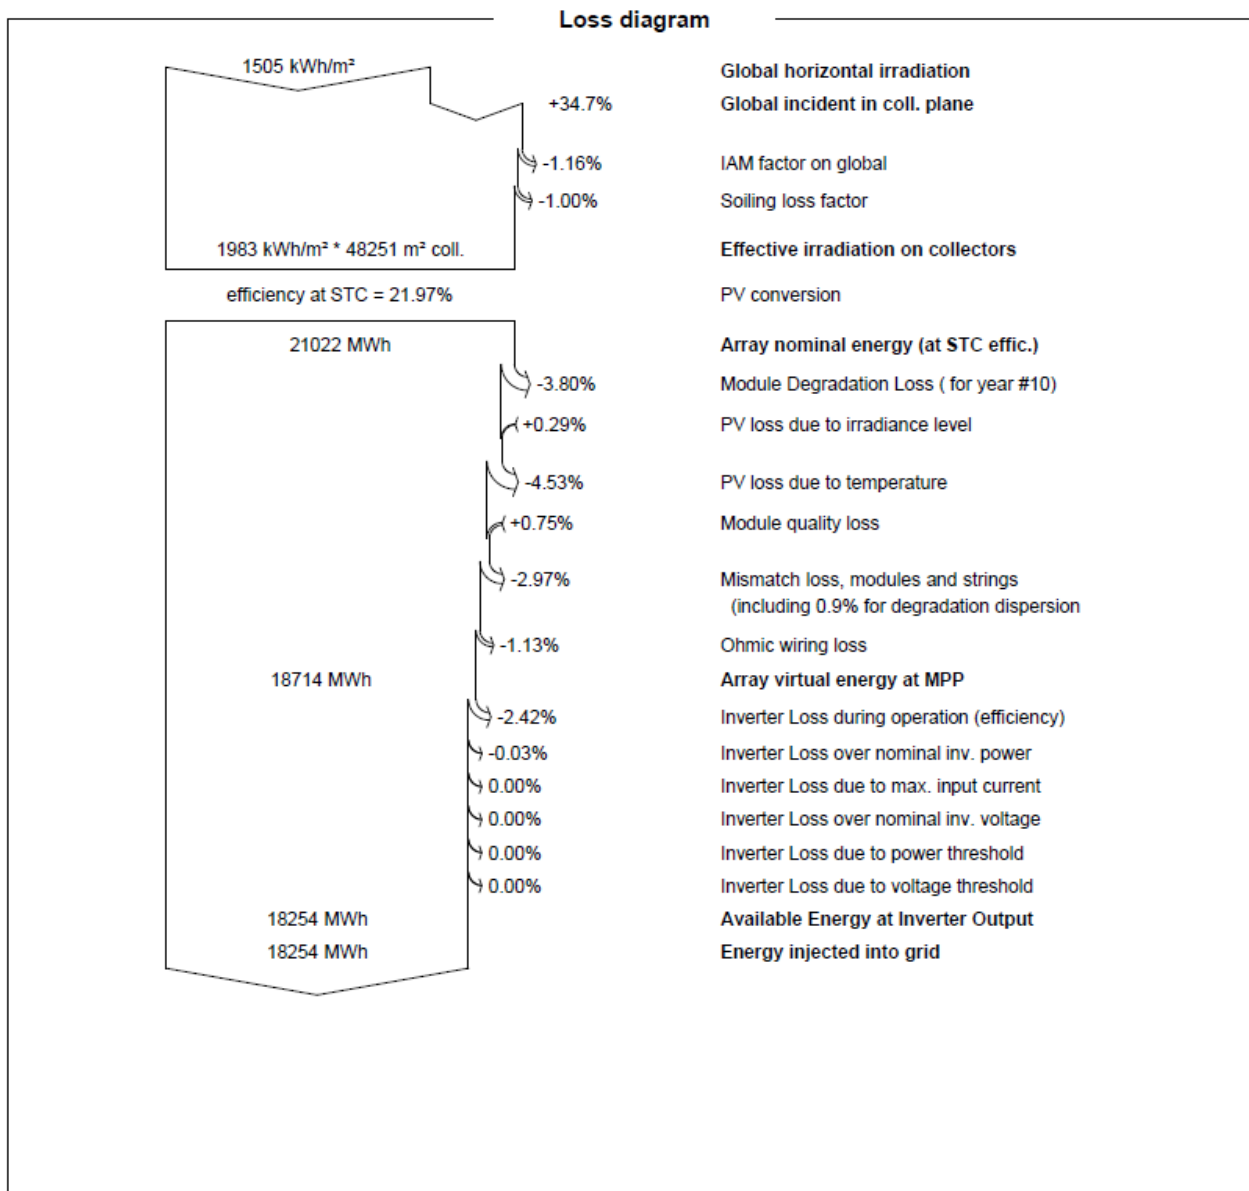 Loss diagram
1505 kWh/m²
Global horizontal irradiation
+34.7%
Global incident in coll. plane
-1.16%
IAM factor on global
-1.00%
Soiling loss factor
1983 kWh/m² * 48251 m² coll.
Effective irradiation on collectors
efficiency at STC = 21.97%
PV conversion
21022 MWh
Array nominal energy (at STC effic.)
-3.80%
Module Degradation Loss ( for year #10)
+0.29%
PV loss due to irradiance level
-4.53%
PV loss due to temperature
+0.75%
Module quality loss
-2.97%
Mismatch loss, modules and strings
(including 0.9% for degradation dispersion
-1.13%
Ohmic wiring loss
18714 MWh
Array virtual energy at MPP
-2.42%
Inverter Loss during operation (efficiency)
-0.03%
Inverter Loss over nominal inv. power
0.00%
Inverter Loss due to max. input current
0.00%
Inverter Loss over nominal inv. voltage
0.00%
Inverter Loss due to power threshold
0.00%
Inverter Loss due to voltage threshold
18254 MWh
Available Energy at Inverter Output
18254 MWh
Energy injected into grid